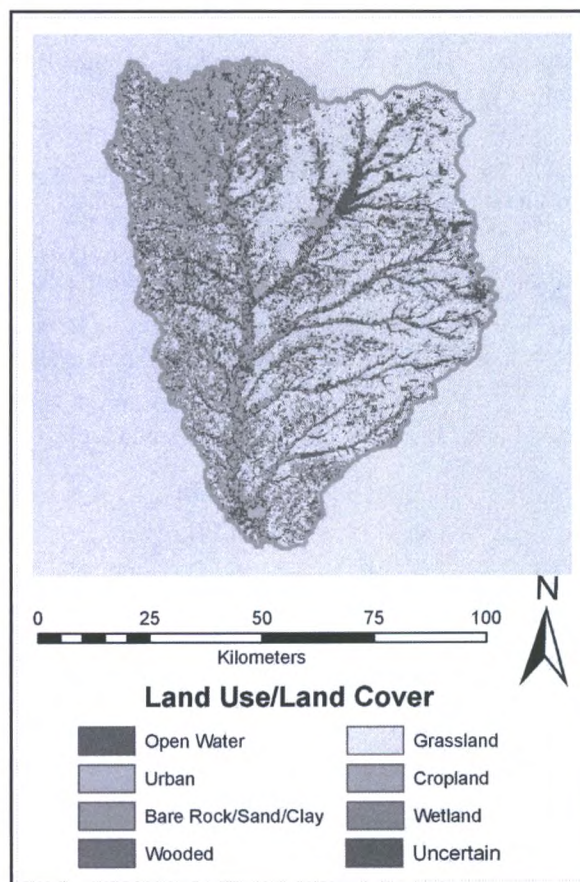 N
0 25 50 75 100
Kilometers
Land Use/Land Cover
Open Water
Grassland
Urban
Cropland
Bare Rock/Sand/Clay
Wetland
Wooded
Uncertain